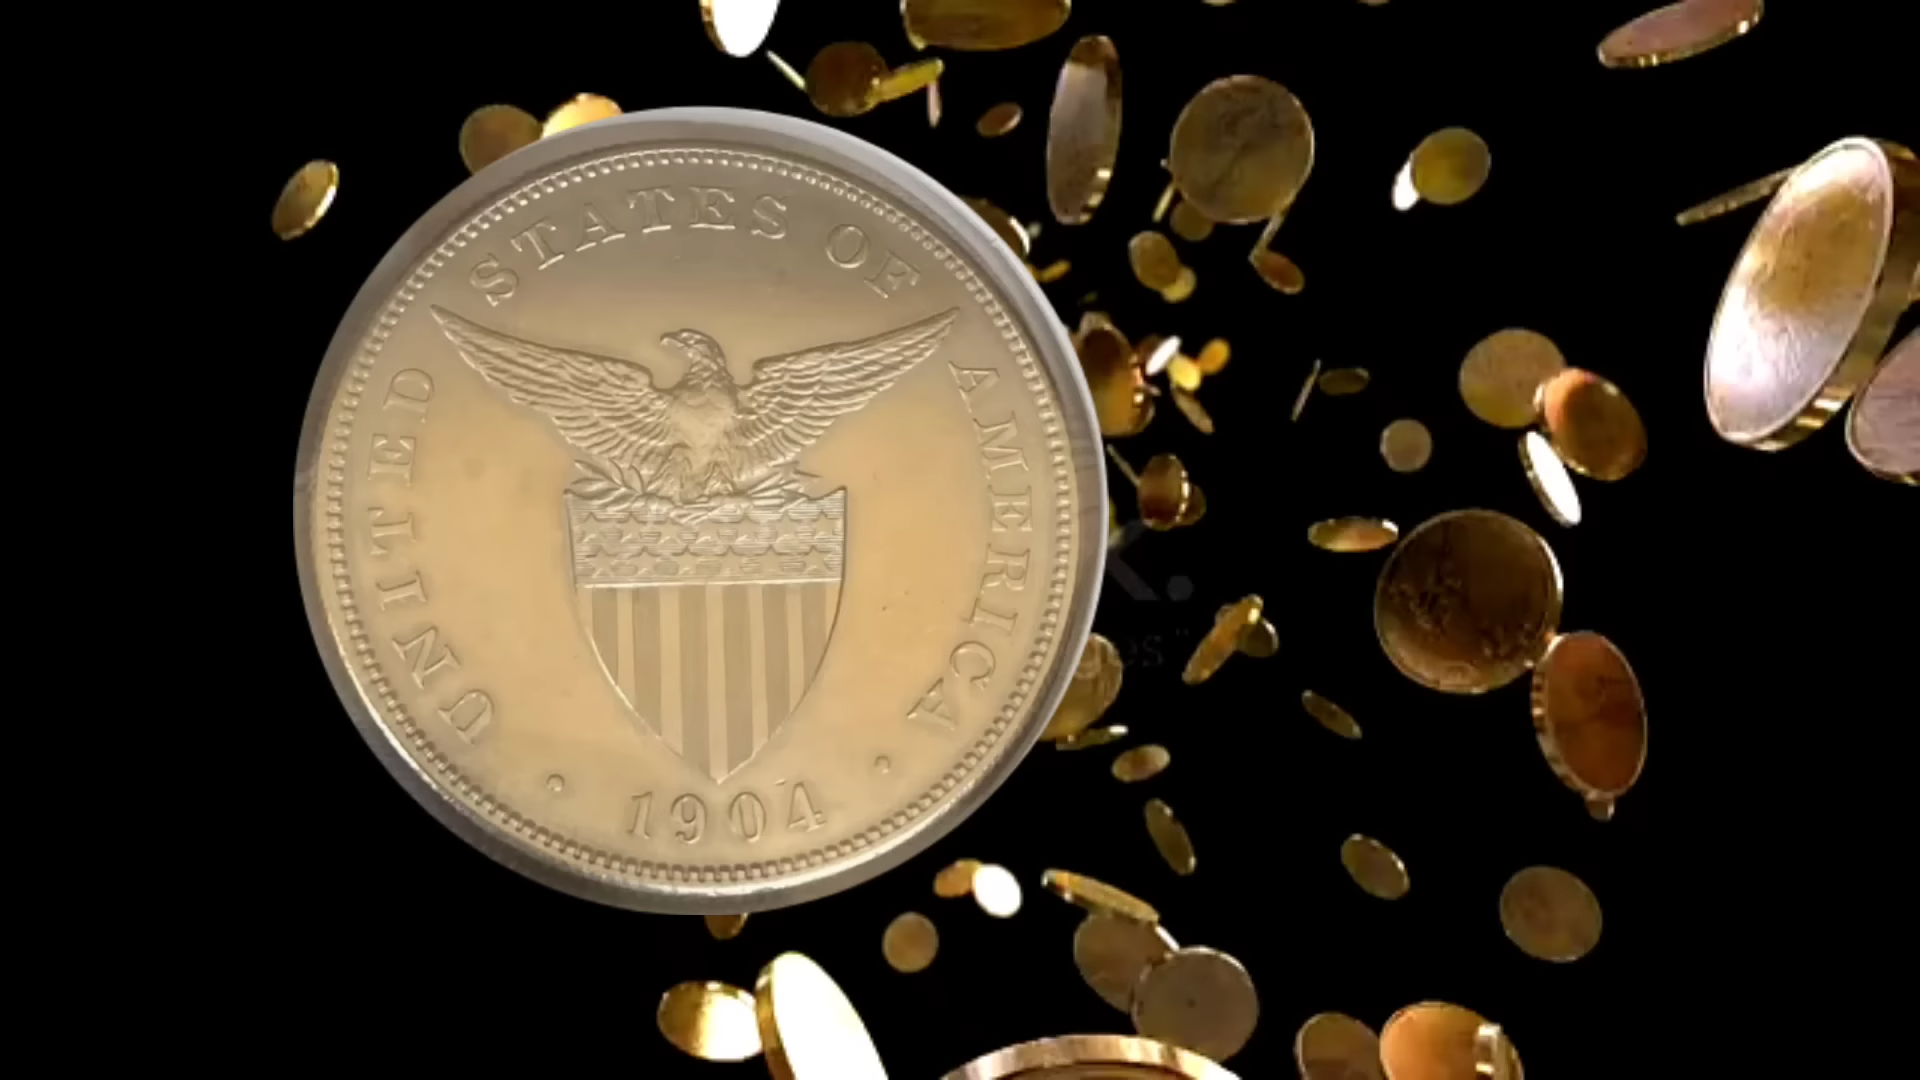 UNITED STATES OF AMERICA
• 1904 •